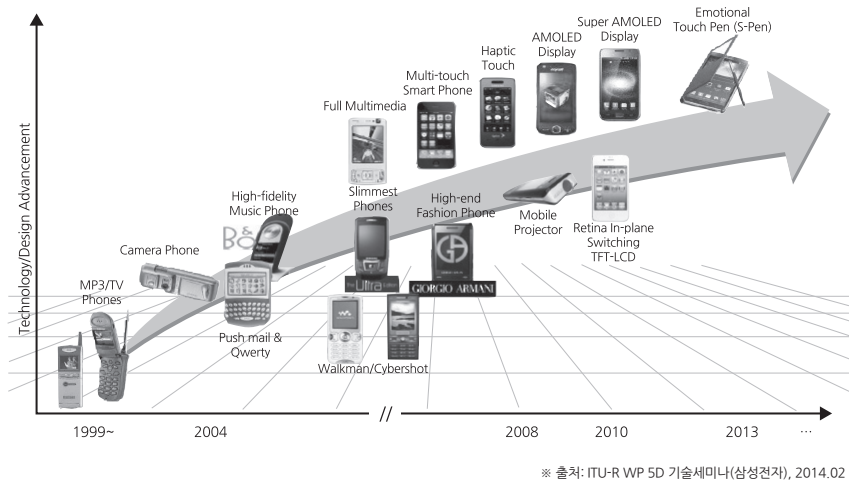 Technology/Design Advancement
Emotional
Touch Pen (S-Pen)
Super AMOLED
Display
AMOLED
Display
Haptic
Touch
Multi-touch
Smart Phone
Full Multimedia
Slimmest
Phones
High-end
Fashion Phone
Mobile
Projector
Retina In-plane
Switching
TFT-LCD
High-fidelity
Music Phone
B&O
Camera Phone
MP3/TV
Phones
Push mail &
Qwerty
Ultra
GIORGIO ARMANI
Walkman/Cybershot
1999~
2004
//
2008
2010
2013
…
※ 출처: ITU-R WP 5D 기술세미나(삼성전자), 2014.02